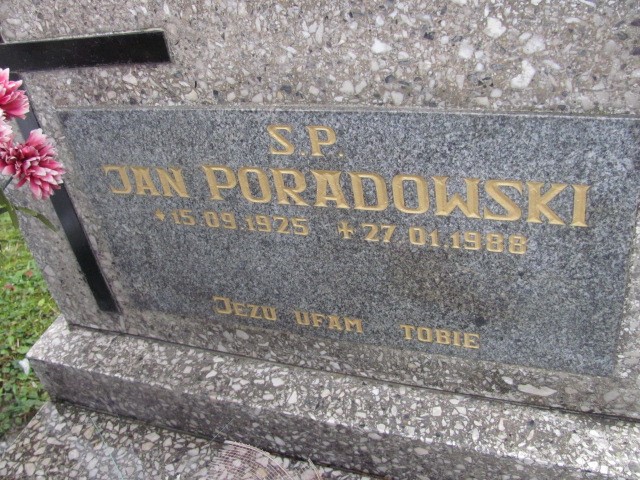 S.P.
JAN PORADOWSKI
* 15.09.1925 ✝ 27.01.1988
JEZU UFAM TOBIE